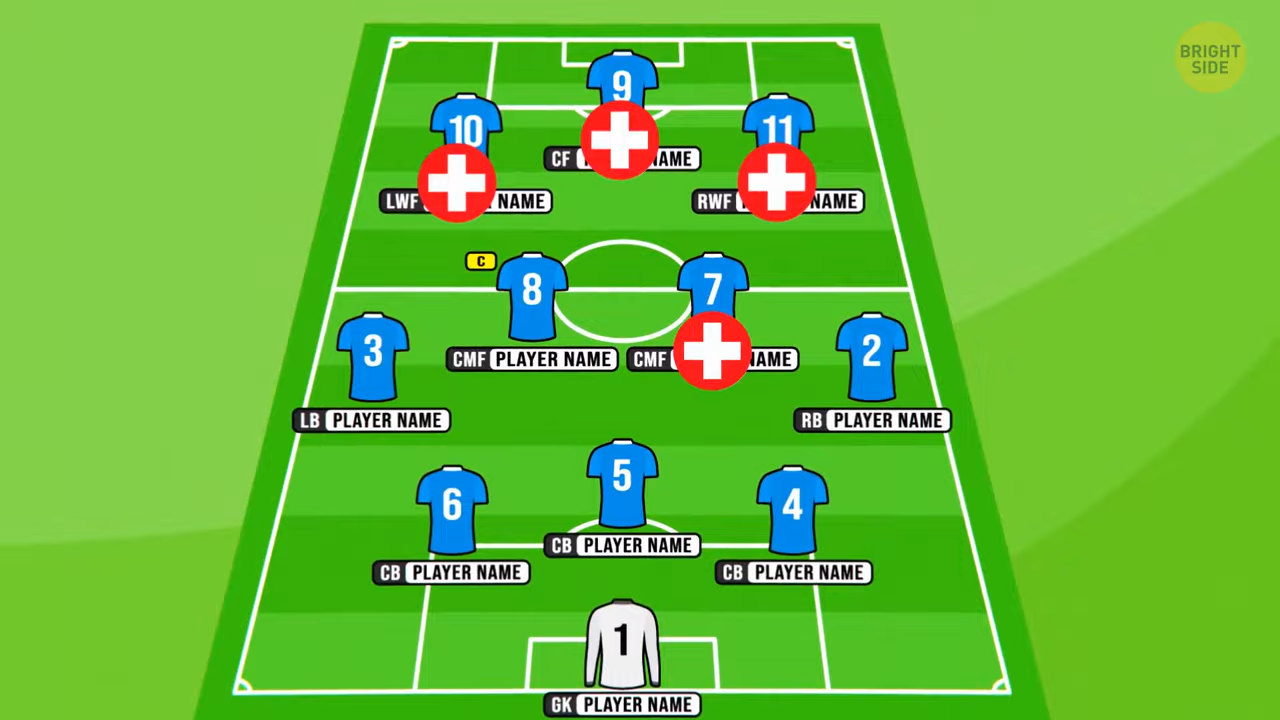 BRIGHT
SIDE
9
10
11
CF NAME
LWF NAME
RWF NAME
C
8
7
CMF PLAYER NAME
CMF NAME
3
2
LB PLAYER NAME
RB PLAYER NAME
5
6
4
CB PLAYER NAME
CB PLAYER NAME
CB PLAYER NAME
1
GK PLAYER NAME